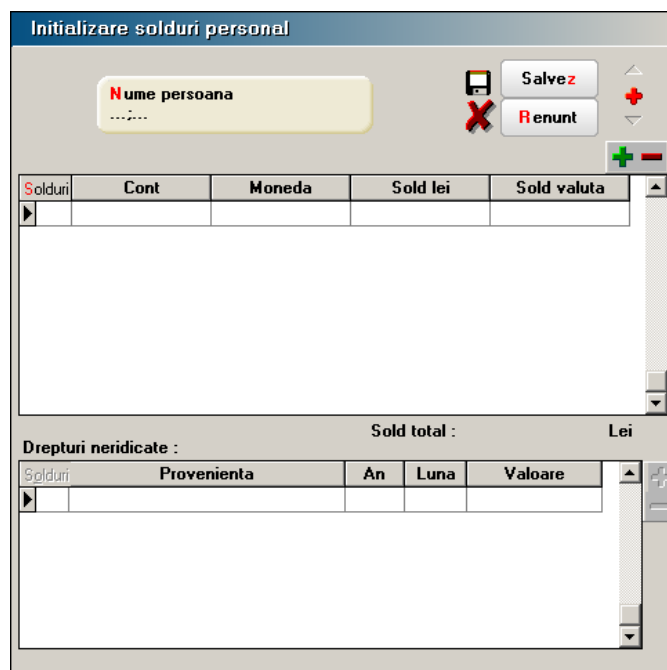 Initializare solduri personal
Nume persoana
...;...
Salvez
Renunt
Solduri Cont Moneda Sold lei Sold valuta
Sold total : Lei
Drepturi neridicate :
Solduri Provenienta An Luna Valoare